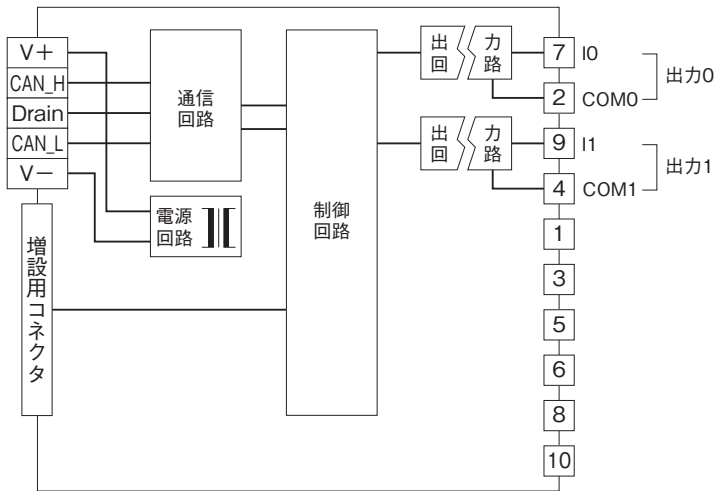 V+
CAN_H
Drain
CAN_L
V−
増設用コネクタ
通信
回路
電源
回路
制御
回路
出 力
回 路
7 I0
2 COM0
出力0
出 力
回 路
9 I1
4 COM1
出力1
1
3
5
6
8
10